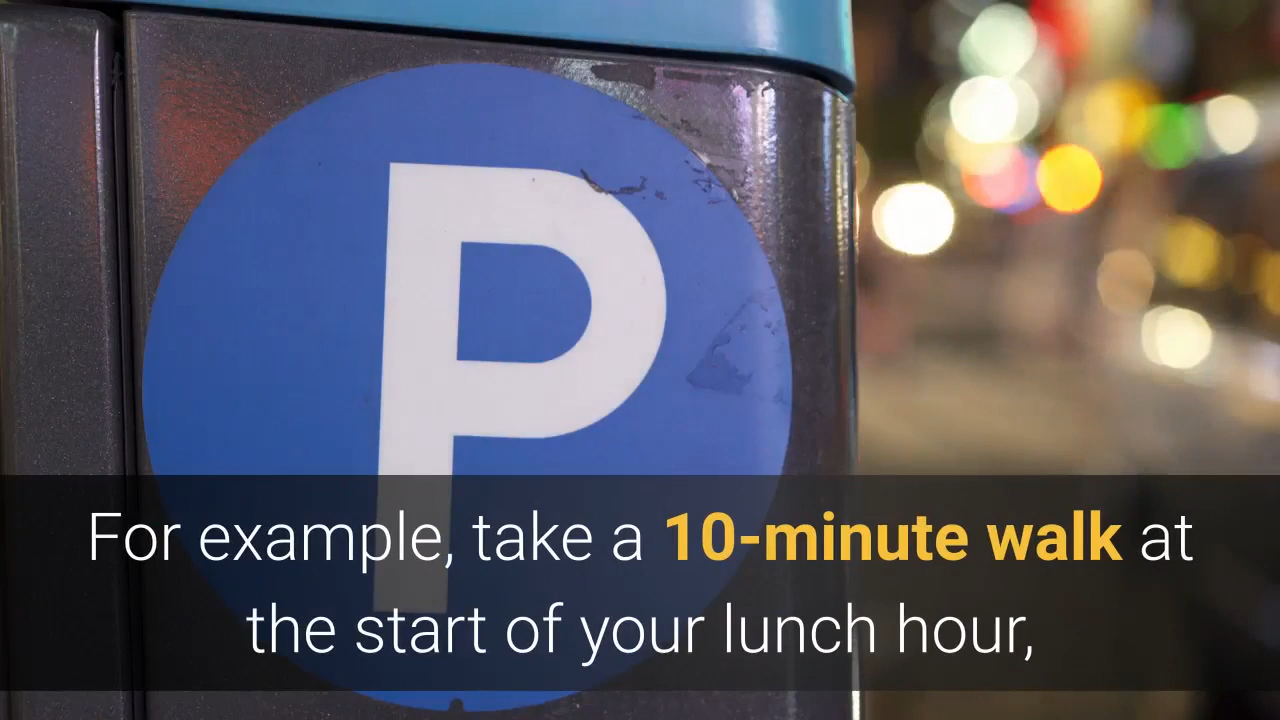 P
For example, take a 10-minute walk at
the start of your lunch hour,